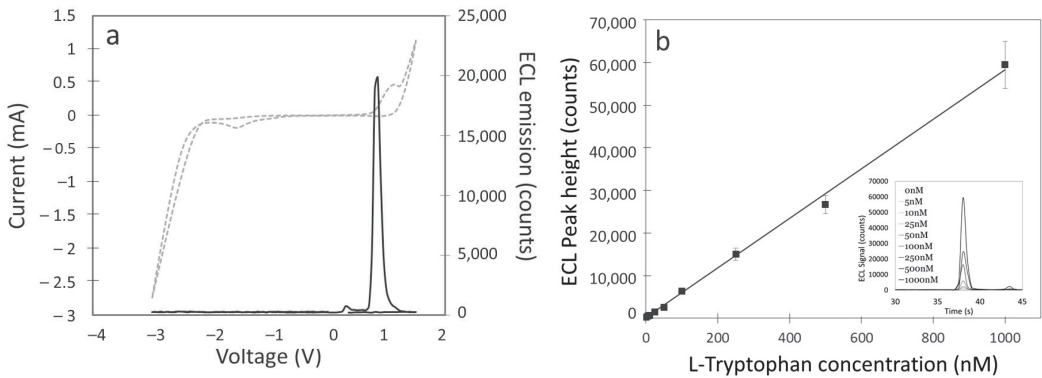 a
Current (mA)
1.5
1
0.5
0
−0.5
−1
−1.5
−2
−2.5
−3
−4
−3
−2
−1
0
1
2
Voltage (V)
25,000
20,000
15,000
10,000
5,000
0
ECL emission (counts)
b
ECL Peak height (counts)
70,000
60,000
50,000
40,000
30,000
20,000
10,000
0
0
200
400
600
800
1000
L-Tryptophan concentration (nM)
ECL Signal (counts)
70000
60000
50000
40000
30000
20000
10000
0
0nM
5nM
10nM
25nM
50nM
100nM
250nM
500nM
1000nM
30
35
40
45
Time (s)